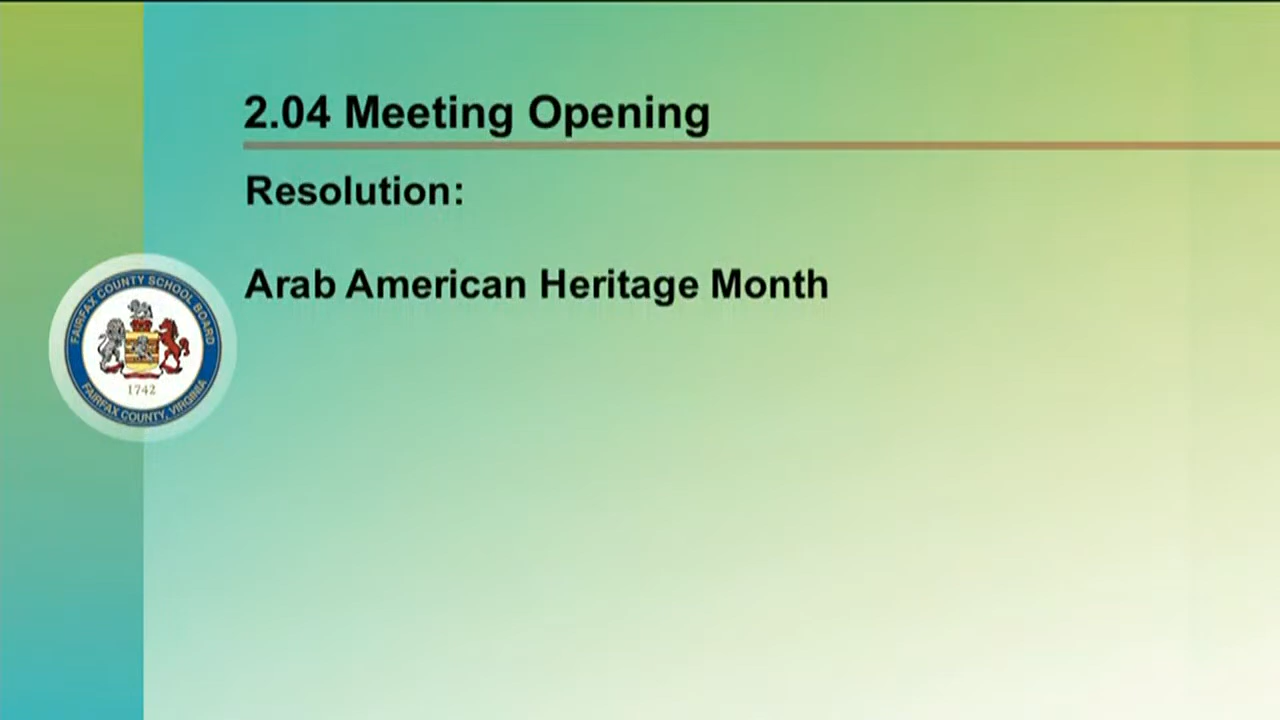 2.04 Meeting Opening
Resolution:
Arab American Heritage Month
FAIRFAX COUNTY SCHOOL BOARD
1742
FAIRFAX COUNTY, VIRGINIA